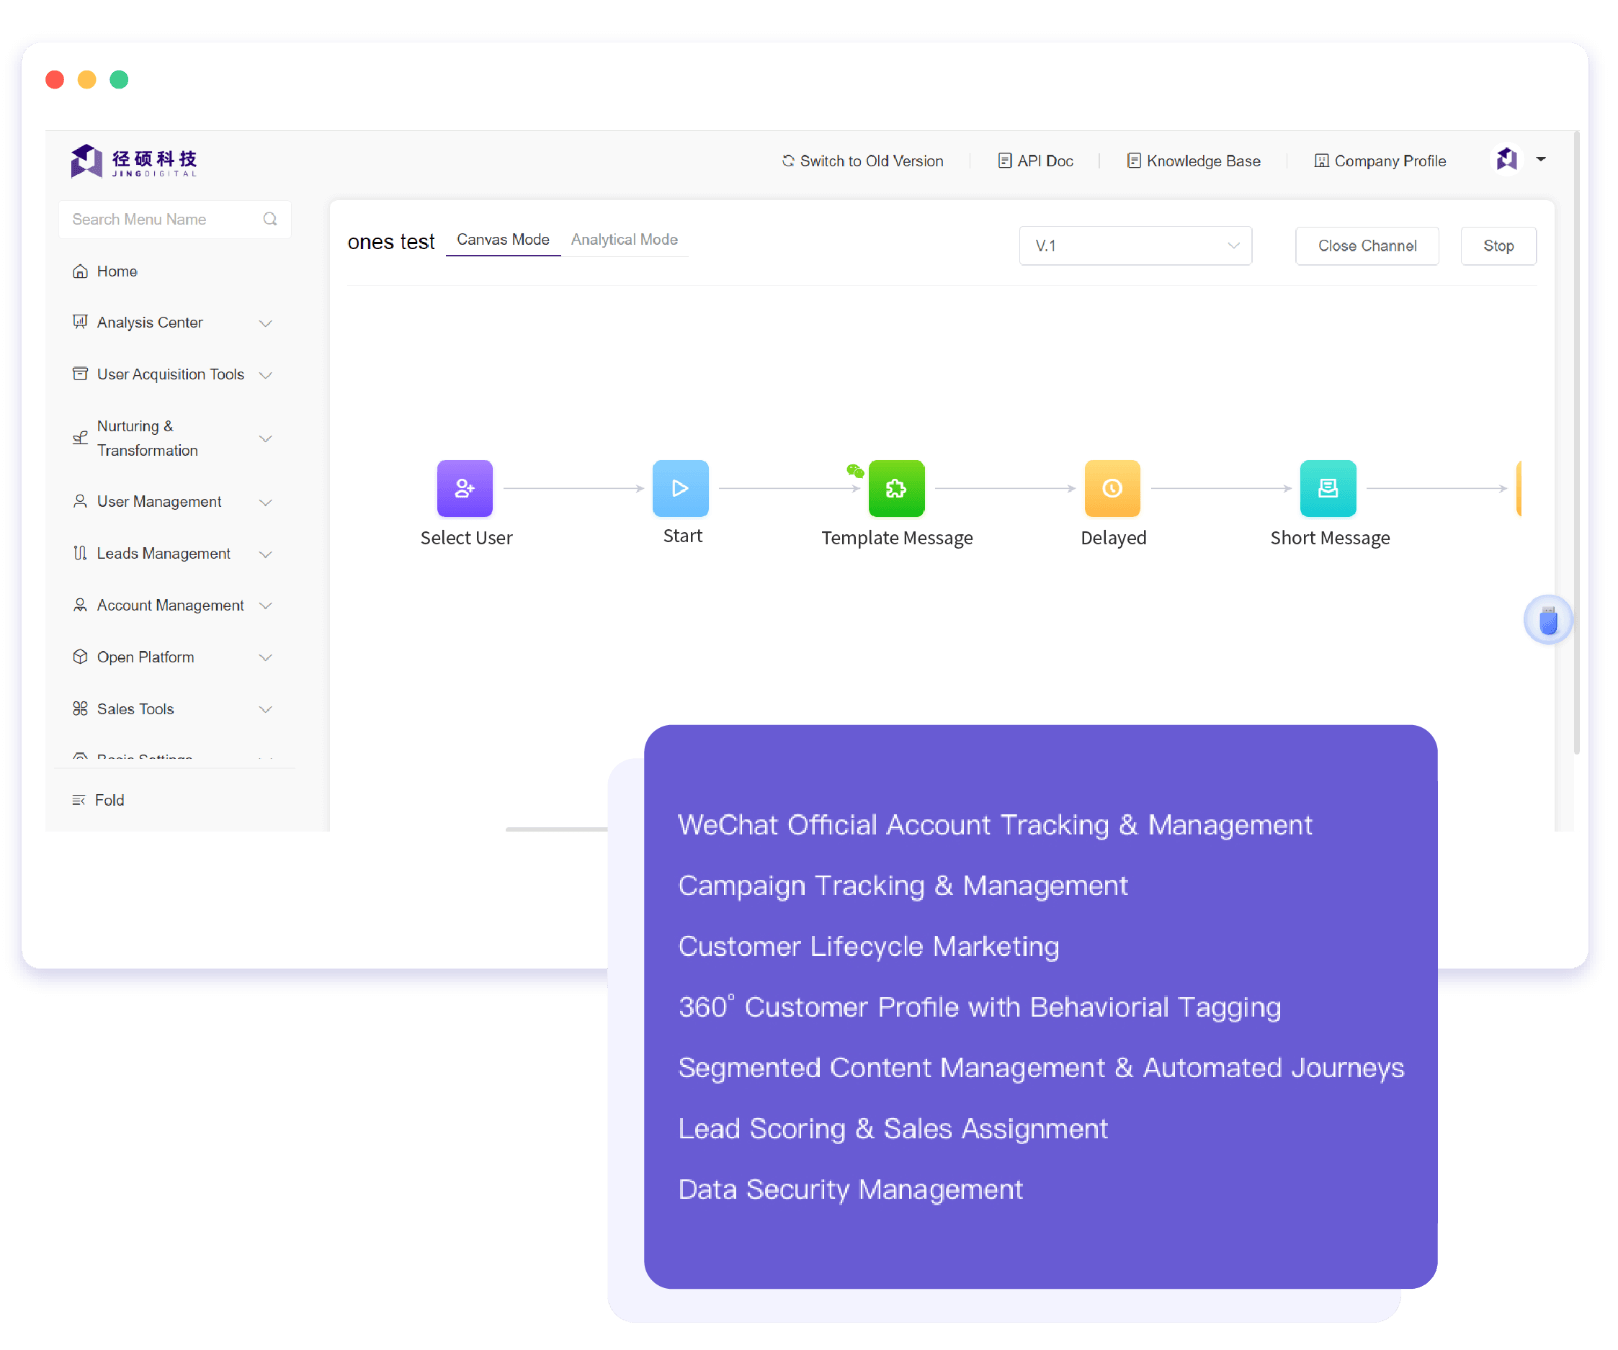 径硕科技
JINGDIGITAL
Switch to Old Version
API Doc
Knowledge Base
Company Profile
Search Menu Name
Home
Analysis Center
User Acquisition Tools
Nurturing &
Transformation
User Management
Leads Management
Account Management
Open Platform
Sales Tools
Basic Settings
Fold
ones test
Canvas Mode
Analytical Mode
V.1
Close Channel
Stop
Select User
Start
Template Message
Delayed
Short Message
WeChat Official Account Tracking & Management
Campaign Tracking & Management
Customer Lifecycle Marketing
360° Customer Profile with Behaviorial Tagging
Segmented Content Management & Automated Journeys
Lead Scoring & Sales Assignment
Data Security Management